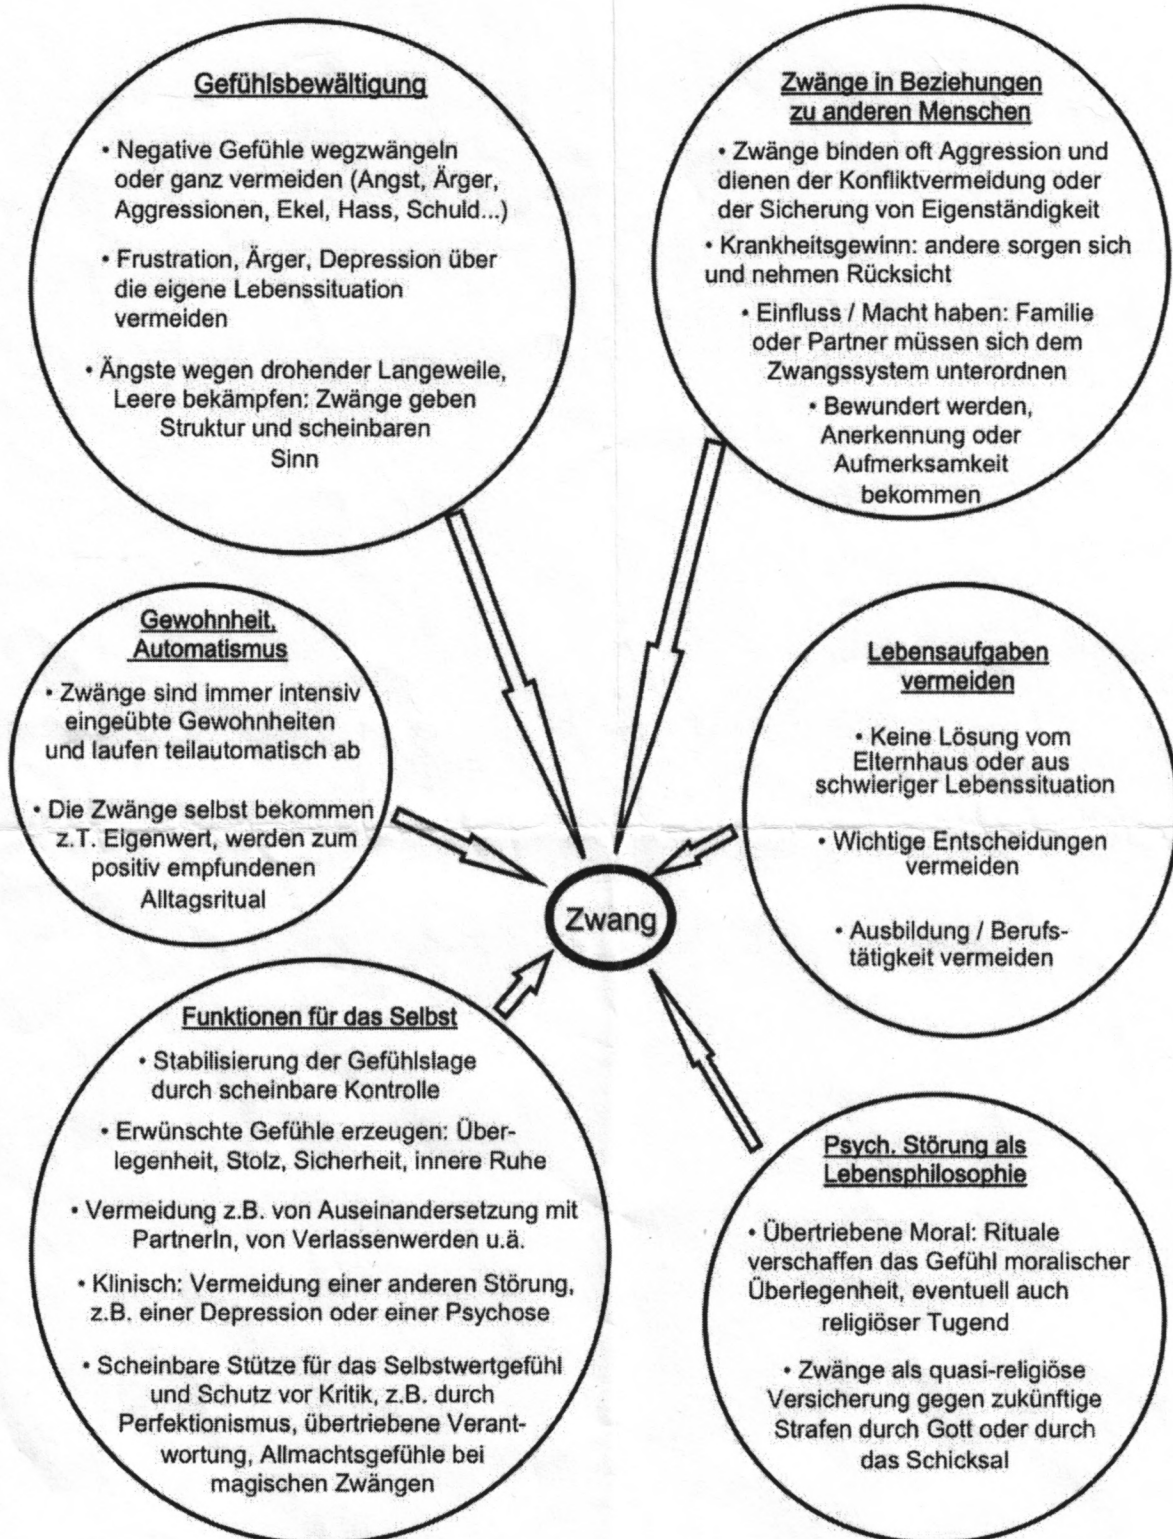 Gefühlsbewältigung
• Negative Gefühle wegzwängeln
oder ganz vermeiden (Angst, Ärger,
Aggressionen, Ekel, Hass, Schuld...)
• Frustration, Ärger, Depression über
die eigene Lebenssituation
vermeiden
• Ängste wegen drohender Langeweile,
Leere bekämpfen: Zwänge geben
Struktur und scheinbaren
Sinn
Zwänge in Beziehungen
zu anderen Menschen
• Zwänge binden oft Aggression und
dienen der Konfliktvermeidung oder
der Sicherung von Eigenständigkeit
• Krankheitsgewinn: andere sorgen sich
und nehmen Rücksicht
• Einfluss / Macht haben: Familie
oder Partner müssen sich dem
Zwangssystem unterordnen
• Bewundert werden,
Anerkennung oder
Aufmerksamkeit
bekommen
Gewohnheit,
Automatismus
• Zwänge sind immer intensiv
eingeübte Gewohnheiten
und laufen teilautomatisch ab
• Die Zwänge selbst bekommen
z.T. Eigenwert, werden zum
positiv empfundenen
Alltagsritual
Lebensaufgaben
vermeiden
• Keine Lösung vom
Elternhaus oder aus
schwieriger Lebenssituation
• Wichtige Entscheidungen
vermeiden
• Ausbildung / Berufs-
tätigkeit vermeiden
Zwang
Funktionen für das Selbst
• Stabilisierung der Gefühlslage
durch scheinbare Kontrolle
• Erwünschte Gefühle erzeugen: Über-
legenheit, Stolz, Sicherheit, innere Ruhe
• Vermeidung z.B. von Auseinandersetzung mit
PartnerIn, von Verlassenwerden u.ä.
• Klinisch: Vermeidung einer anderen Störung,
z.B. einer Depression oder einer Psychose
• Scheinbare Stütze für das Selbstwertgefühl
und Schutz vor Kritik, z.B. durch
Perfektionismus, übertriebene Verant-
wortung, Allmachtsgefühle bei
magischen Zwängen
Psych. Störung als
Lebensphilosophie
• Übertriebene Moral: Rituale
verschaffen das Gefühl moralischer
Überlegenheit, eventuell auch
religiöser Tugend
• Zwänge als quasi-religiöse
Versicherung gegen zukünftige
Strafen durch Gott oder durch
das Schicksal